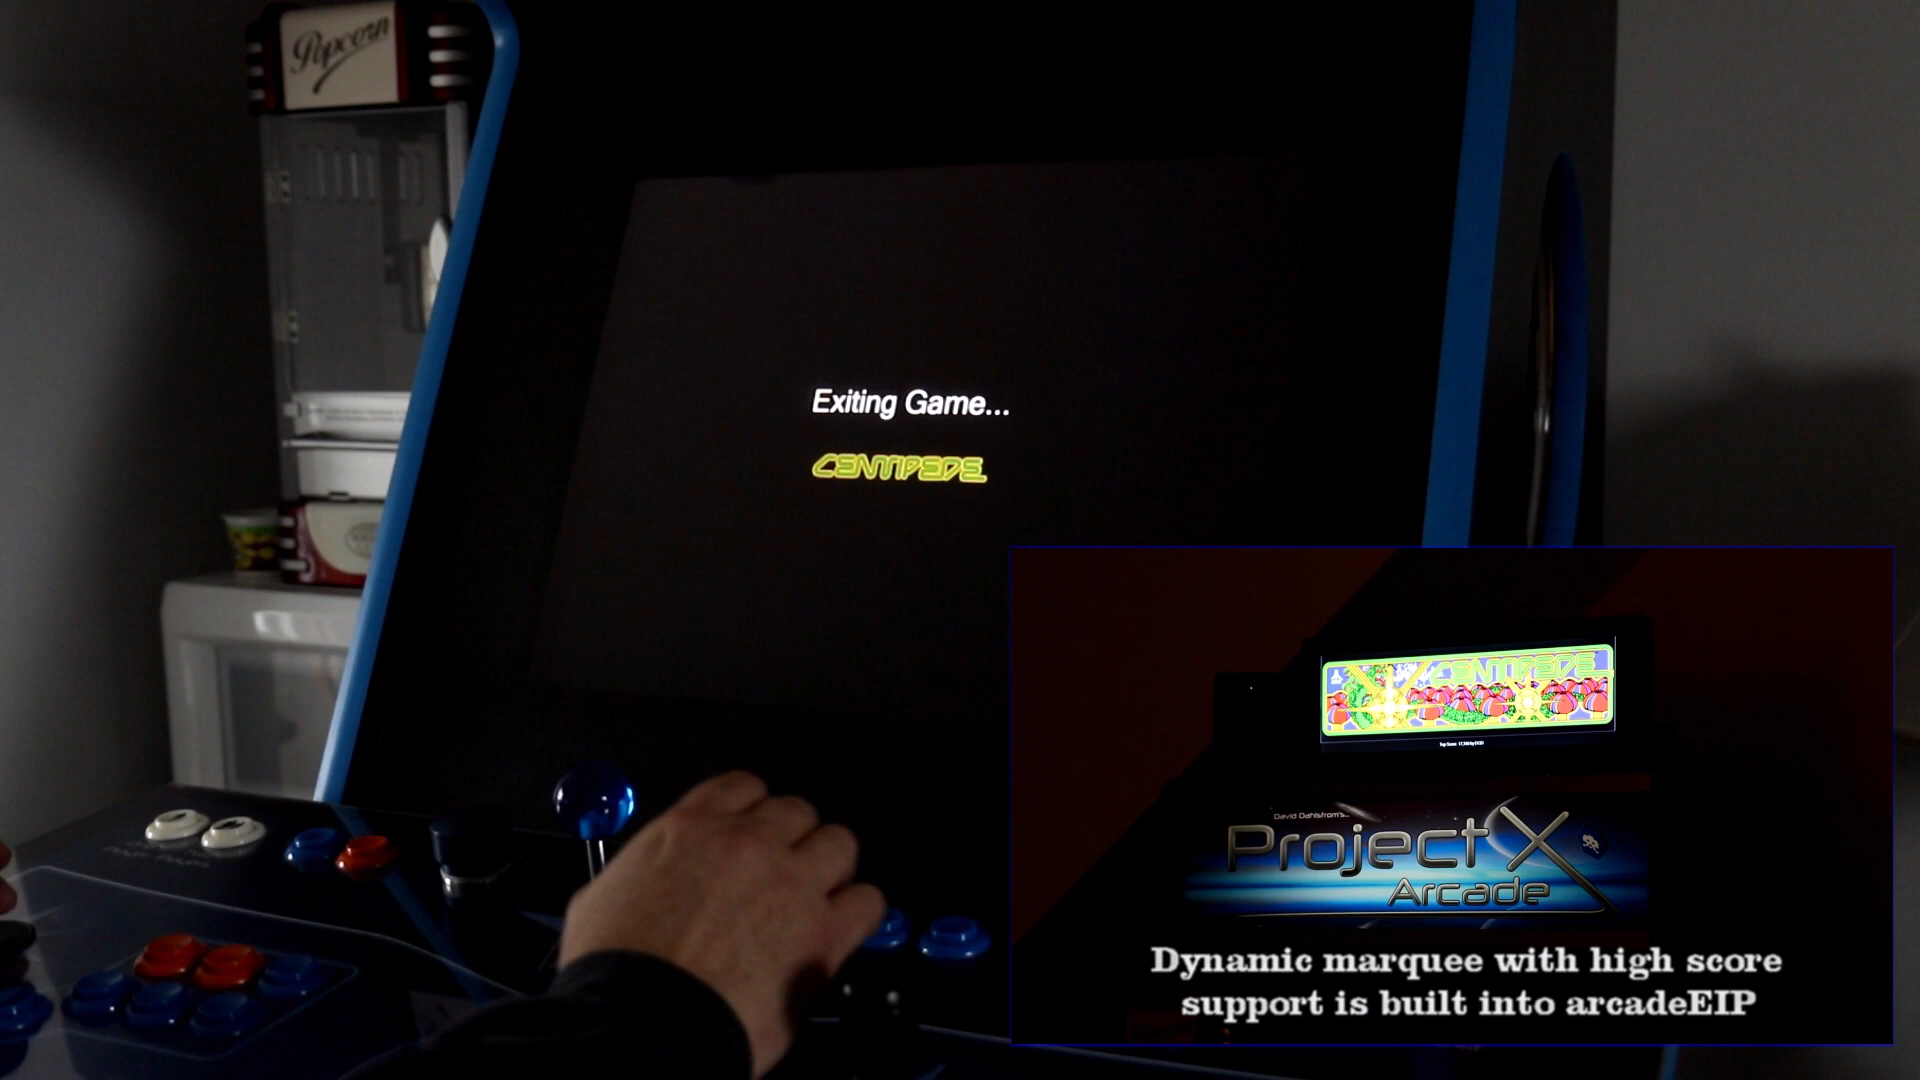 Popcorn
Exiting Game...
CENTIPEDE
CENTIPEDE
David Dahlstrom's...
Project X
Arcade
Dynamic marquee with high score
support is built into arcadeEIP